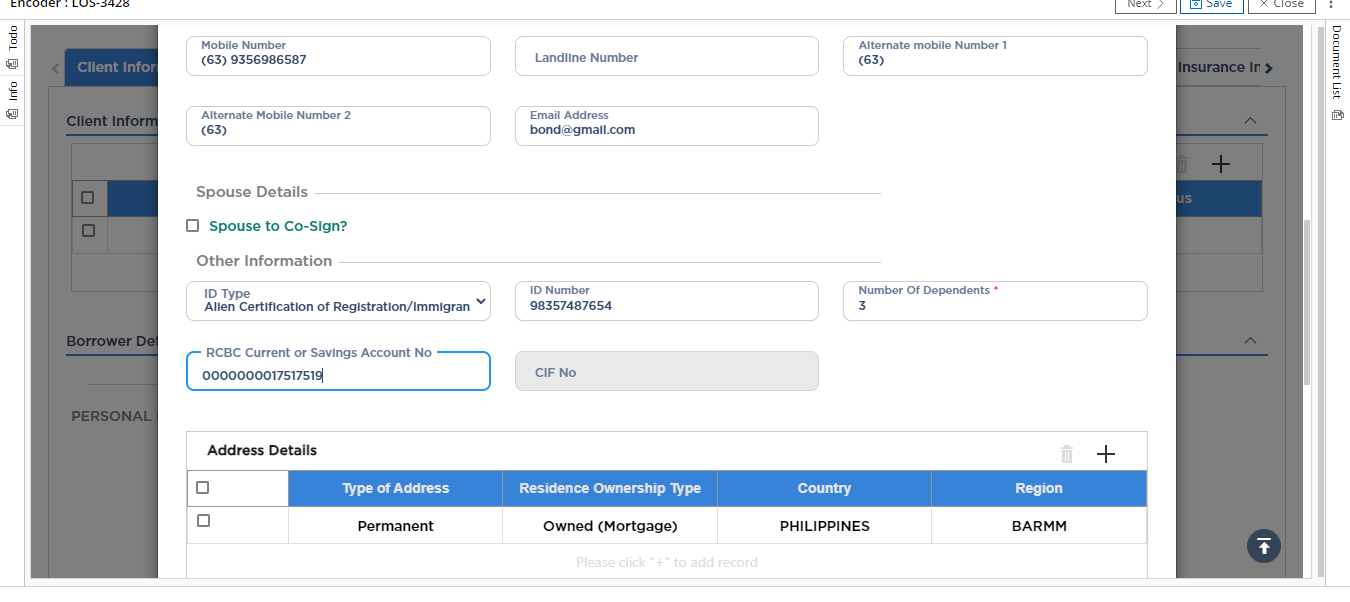 Encoder : LOS-3428
Next
Save
Close
Todo
Info
Document List
Client Infor
Insurance In
Client Inform
us
Borrower Det
PERSONAL
Mobile Number
(63) 9356986587
Landline Number
Alternate mobile Number 1
(63)
Alternate Mobile Number 2
(63)
Email Address
bond@gmail.com
Spouse Details
Spouse to Co-Sign?
Other Information
ID Type
Alien Certification of Registration/Immigran
ID Number
98357487654
Number Of Dependents *
3
RCBC Current or Savings Account No
0000000017517519
CIF No
Address Details
Type of Address Residence Ownership Type Country Region
Permanent Owned (Mortgage) PHILIPPINES BARMM
Please click "+" to add record